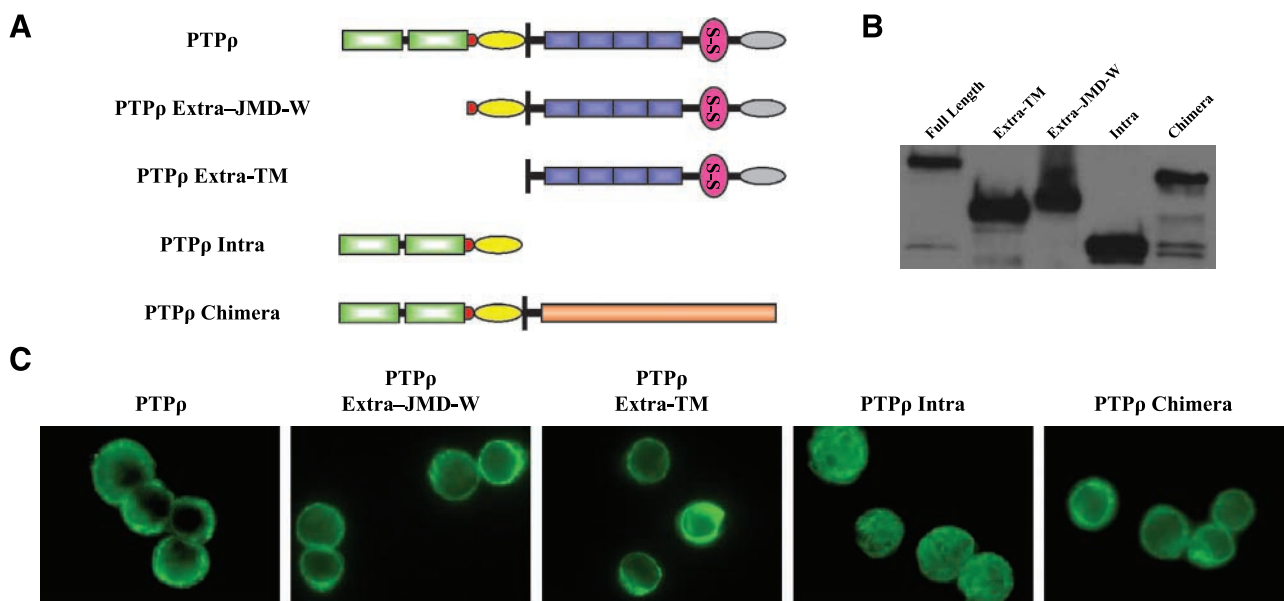 A
PTPρ
S-S
PTPρ Extra–JMD-W
S-S
PTPρ Extra-TM
S-S
PTPρ Intra
PTPρ Chimera
B
Full Length
Extra-TM
Extra–JMD-W
Intra
Chimera
C
PTPρ
PTPρ
Extra–JMD-W
PTPρ
Extra-TM
PTPρ Intra
PTPρ Chimera